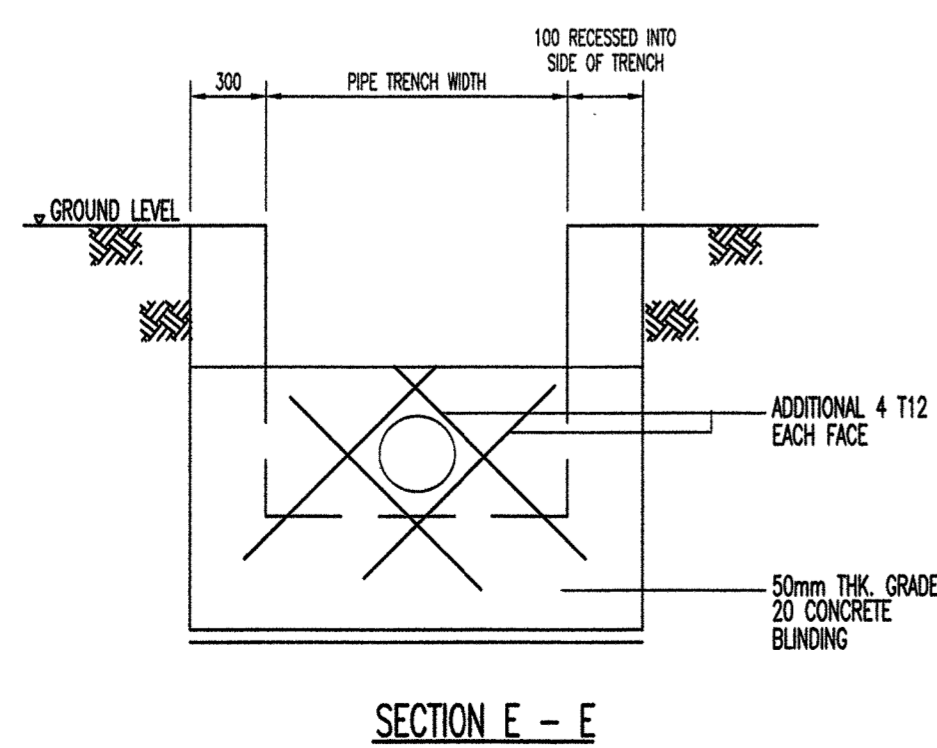 100 RECESSED INTO
SIDE OF TRENCH
300
PIPE TRENCH WIDTH
GROUND LEVEL
ADDITIONAL 4 T12
EACH FACE
50mm THK. GRADE
20 CONCRETE
BLINDING
SECTION E – E